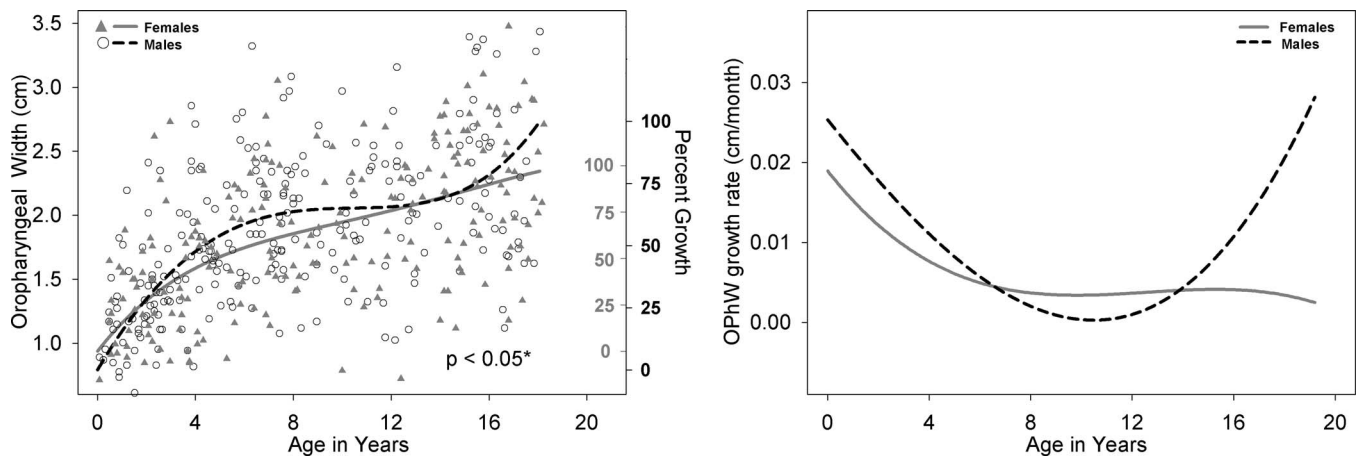 Females
Males
3.5
3.0
2.5
2.0
1.5
1.0
Oropharyngeal Width (cm)
100
75
50
25
0
100
75
50
25
0
Percent Growth
p < 0.05*
0 4 8 12 16 20
Age in Years
Females
Males
0.03
0.02
0.01
0.00
OPhW growth rate (cm/month)
0 4 8 12 16 20
Age in Years